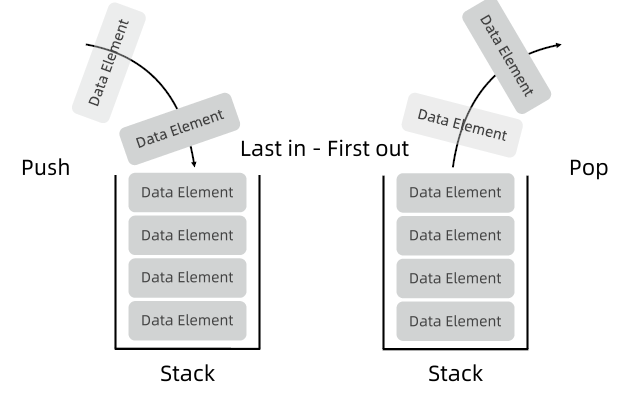 Data Element
Data Element
Push
Data Element
Data Element
Data Element
Data Element
Stack
Last in - First out
Data Element
Data Element
Pop
Data Element
Data Element
Data Element
Data Element
Stack